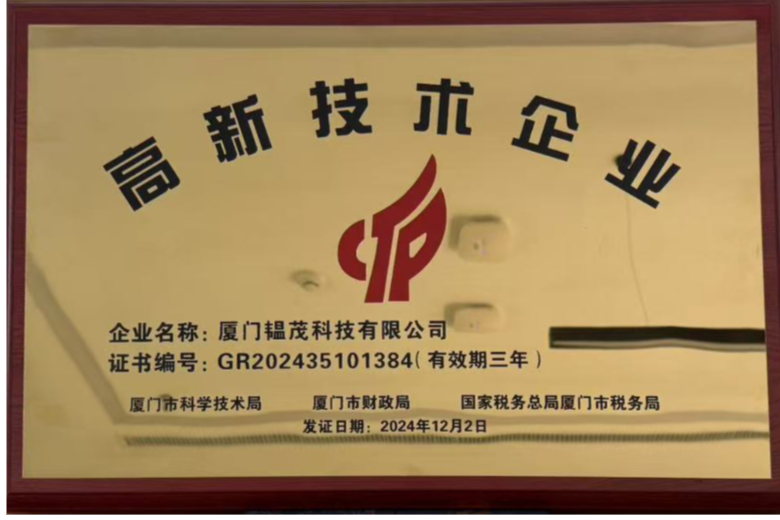 高新技术企业
企业名称：厦门韫茂科技有限公司
证书编号：GR202435101384（有效期三年）
厦门市科学技术局 厦门市财政局 国家税务总局厦门市税务局
发证日期：2024年12月2日